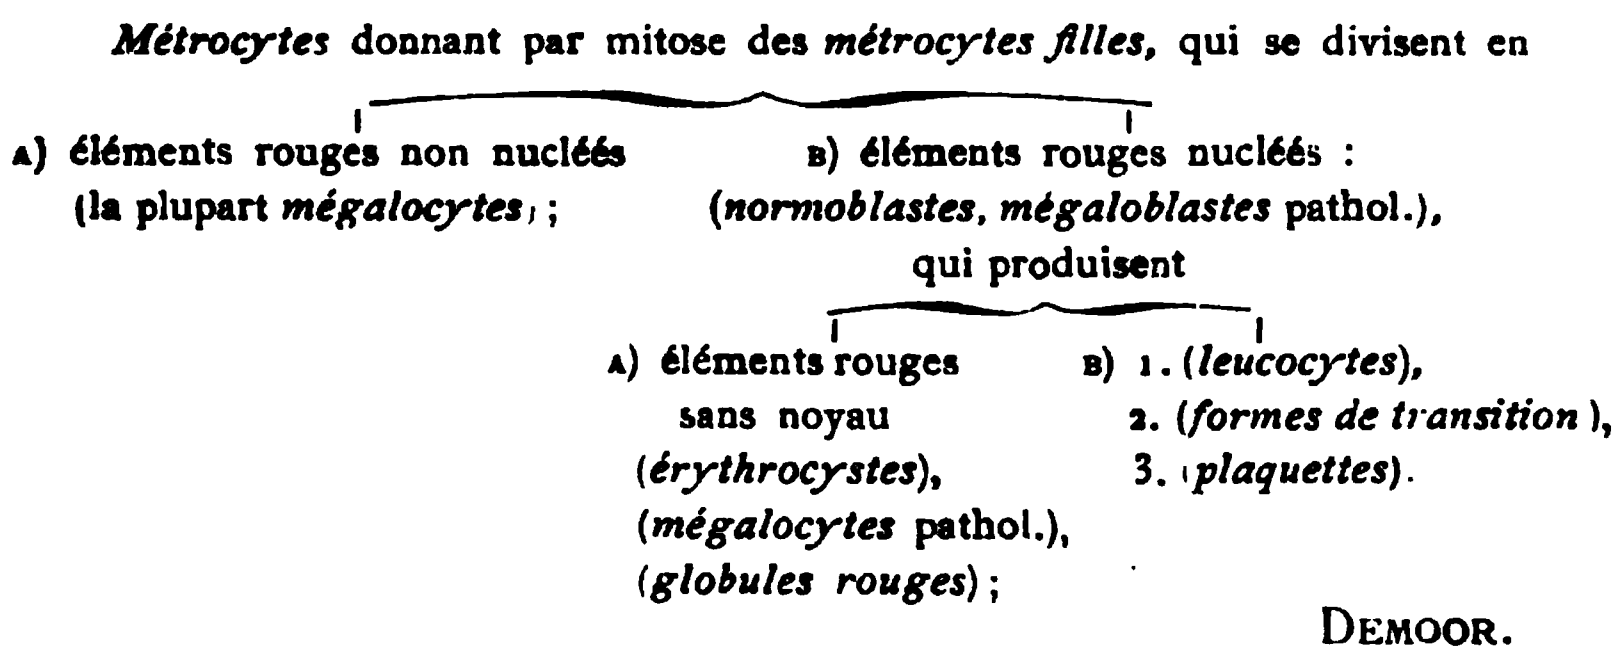 Métrocytes donnant par mitose des métrocytes filles, qui se divisent en
A) éléments rouges non nucléés
(la plupart mégalocytes) ;
B) éléments rouges nucléés :
(normoblastes, mégaloblastes pathol.),
qui produisent
A) éléments rouges
sans noyau
(érythrocystes),
(mégalocytes pathol.),
(globules rouges) ;
B) 1. (leucocytes),
2. (formes de transition),
3. (plaquettes).
DEMOOR.